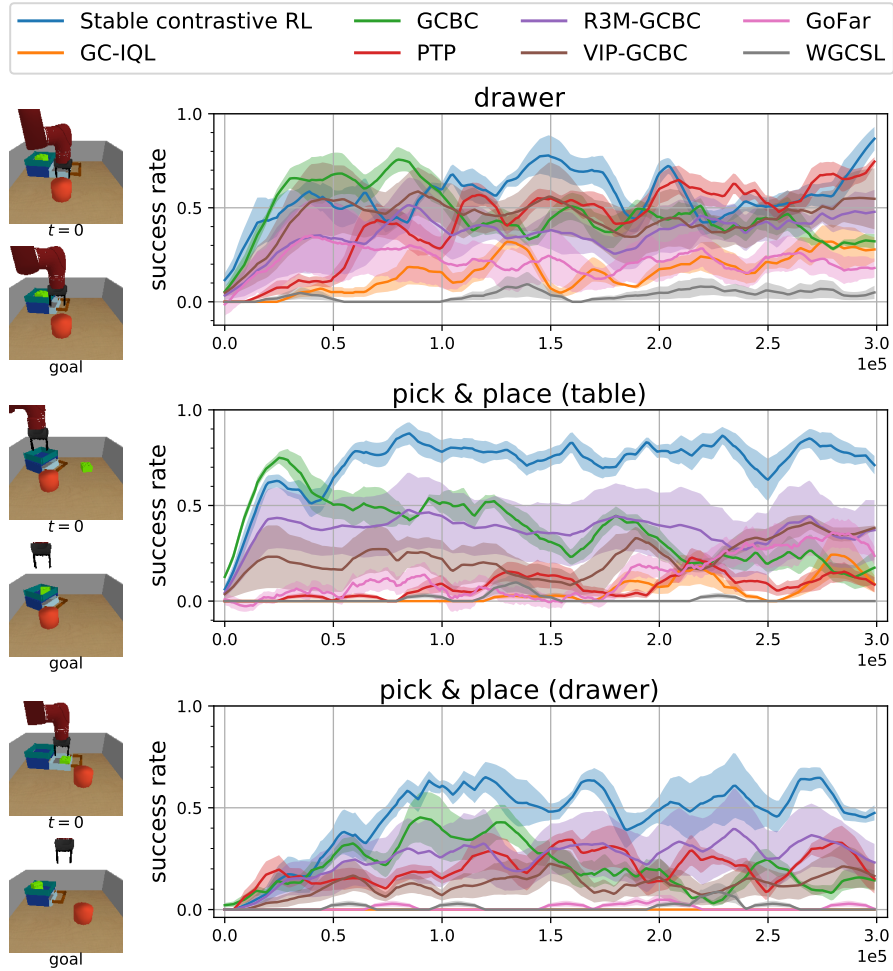 Stable contrastive RL GCBC R3M-GCBC GoFar
GC-IQL PTP VIP-GCBC WGCSL
drawer
success rate
1.0
0.5
0.0
0.0 0.5 1.0 1.5 2.0 2.5 3.0
1e5
t = 0
goal
pick & place (table)
success rate
1.0
0.5
0.0
0.0 0.5 1.0 1.5 2.0 2.5 3.0
1e5
t = 0
goal
pick & place (drawer)
success rate
1.0
0.5
0.0
0.0 0.5 1.0 1.5 2.0 2.5 3.0
1e5
t = 0
goal